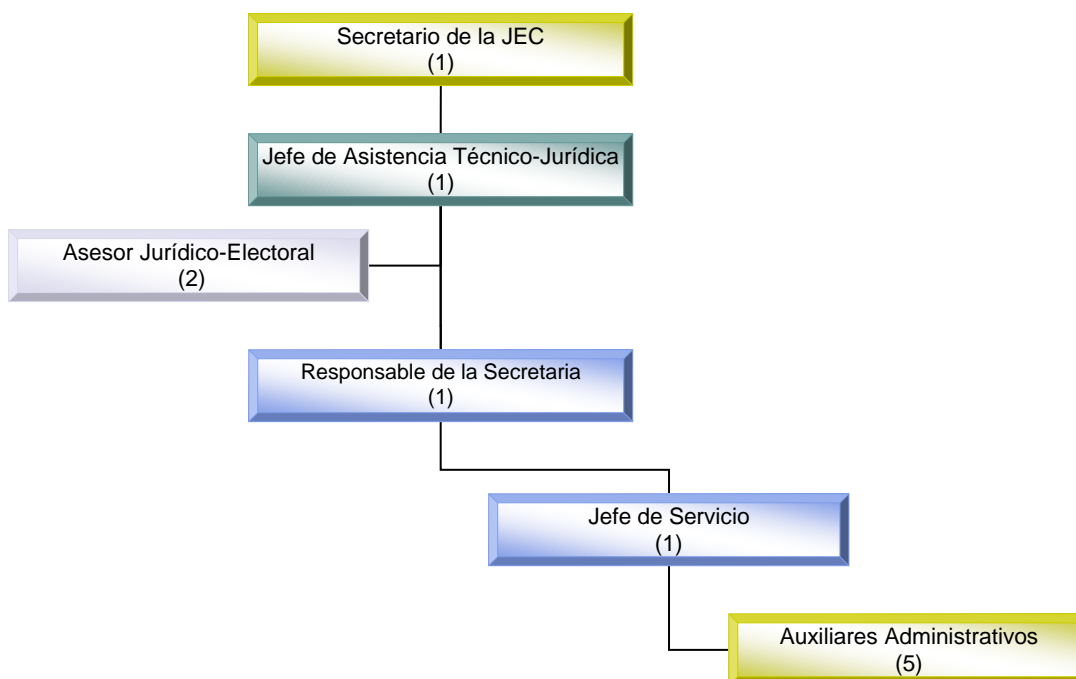 Secretario de la JEC
(1)
Jefe de Asistencia Técnico-Jurídica
(1)
Asesor Jurídico-Electoral
(2)
Responsable de la Secretaria
(1)
Jefe de Servicio
(1)
Auxiliares Administrativos
(5)